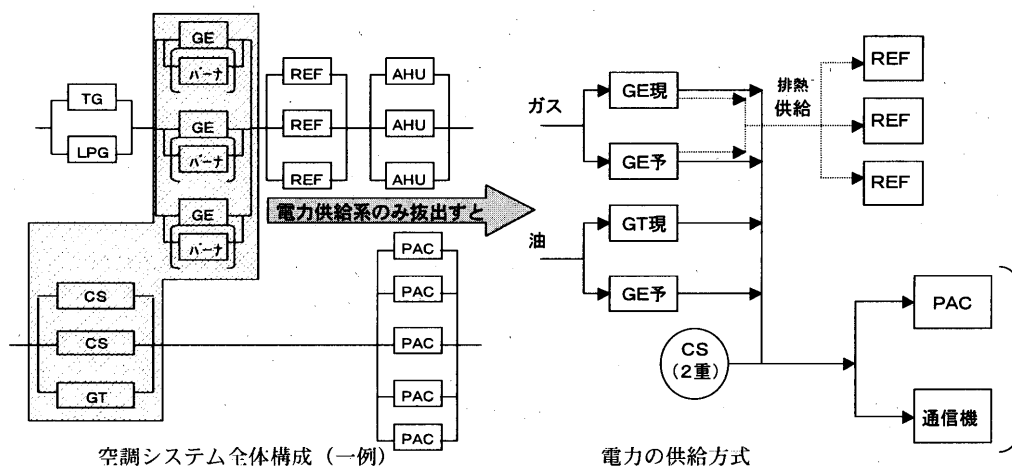 TG
LPG
GE
バーナ
GE
バーナ
GE
バーナ
REF
REF
REF
AHU
AHU
AHU
CS
CS
GT
PAC
PAC
PAC
PAC
PAC
電力供給系のみ抜出すと
空調システム全体構成（一例）
ガス
GE現
GE予
油
GT現
GE予
排熱
供給
REF
REF
REF
CS
(2重)
PAC
通信機
電力の供給方式